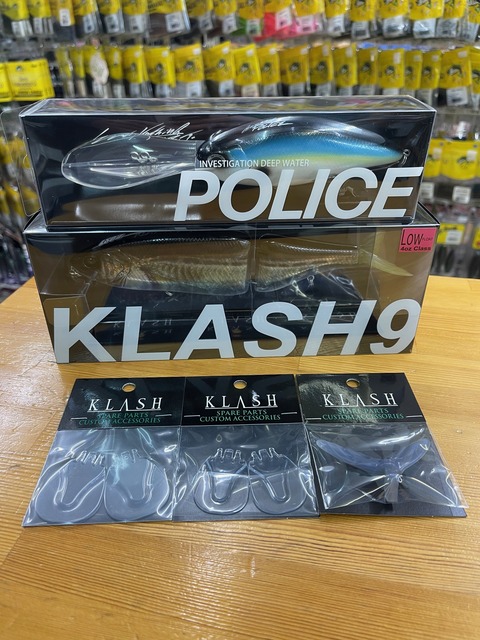 INVESTIGATION DEEP WATER
POLICE
LOW
4oz Class
KLASH9
KLASH
SPARE PARTS
CUSTOM ACCESSORIES
KLASH
SPARE PARTS
CUSTOM ACCESSORIES
KLASH
SPARE PARTS
CUSTOM ACCESSORIES